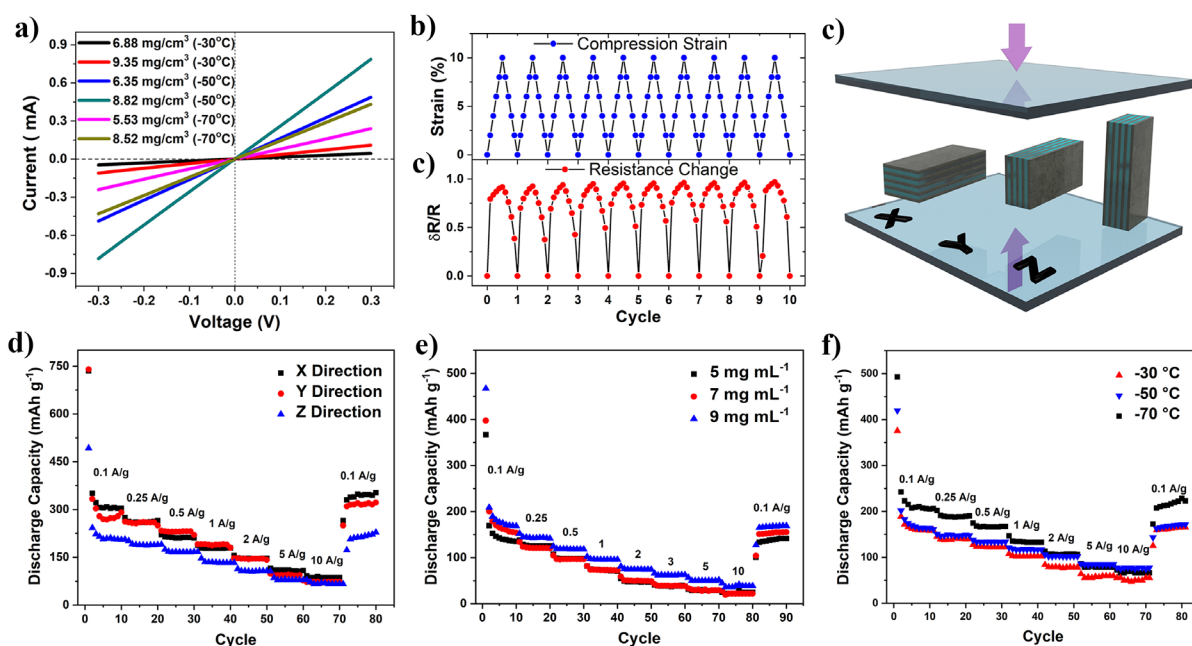 a)
0.9
0.6
0.3
0.0
-0.3
-0.6
-0.9
Current ( mA)
6.88 mg/cm³ (-30°C)
9.35 mg/cm³ (-30°C)
6.35 mg/cm³ (-50°C)
8.82 mg/cm³ (-50°C)
5.53 mg/cm³ (-70°C)
8.52 mg/cm³ (-70°C)
-0.3 -0.2 -0.1 0.0 0.1 0.2 0.3
Voltage (V)
b)
Compression Strain
10
5
0
Strain (%)
c)
Resistance Change
1.0
0.5
0.0
δR/R
0 1 2 3 4 5 6 7 8 9 10
Cycle
c)
X
Y
Z
d)
750
600
450
300
150
0
Discharge Capacity (mAh g⁻¹)
X Direction
Y Direction
Z Direction
0.1 A/g
0.25 A/g
0.5 A/g
1 A/g
2 A/g
5 A/g
10 A/g
0.1 A/g
0 10 20 30 40 50 60 70 80
Cycle
e)
500
400
300
200
100
0
Discharge Capacity (mAh g⁻¹)
5 mg mL⁻¹
7 mg mL⁻¹
9 mg mL⁻¹
0.1 A/g
0.25
0.5
1
2
3
5
10
0.1 A/g
0 10 20 30 40 50 60 70 80 90
Cycle
f)
500
400
300
200
100
0
Discharge Capacity (mAh g⁻¹)
-30 °C
-50 °C
-70 °C
0.1 A/g
0.25 A/g
0.5 A/g
1 A/g
2 A/g
5 A/g
10 A/g
0.1 A/g
0 10 20 30 40 50 60 70 80
Cycle